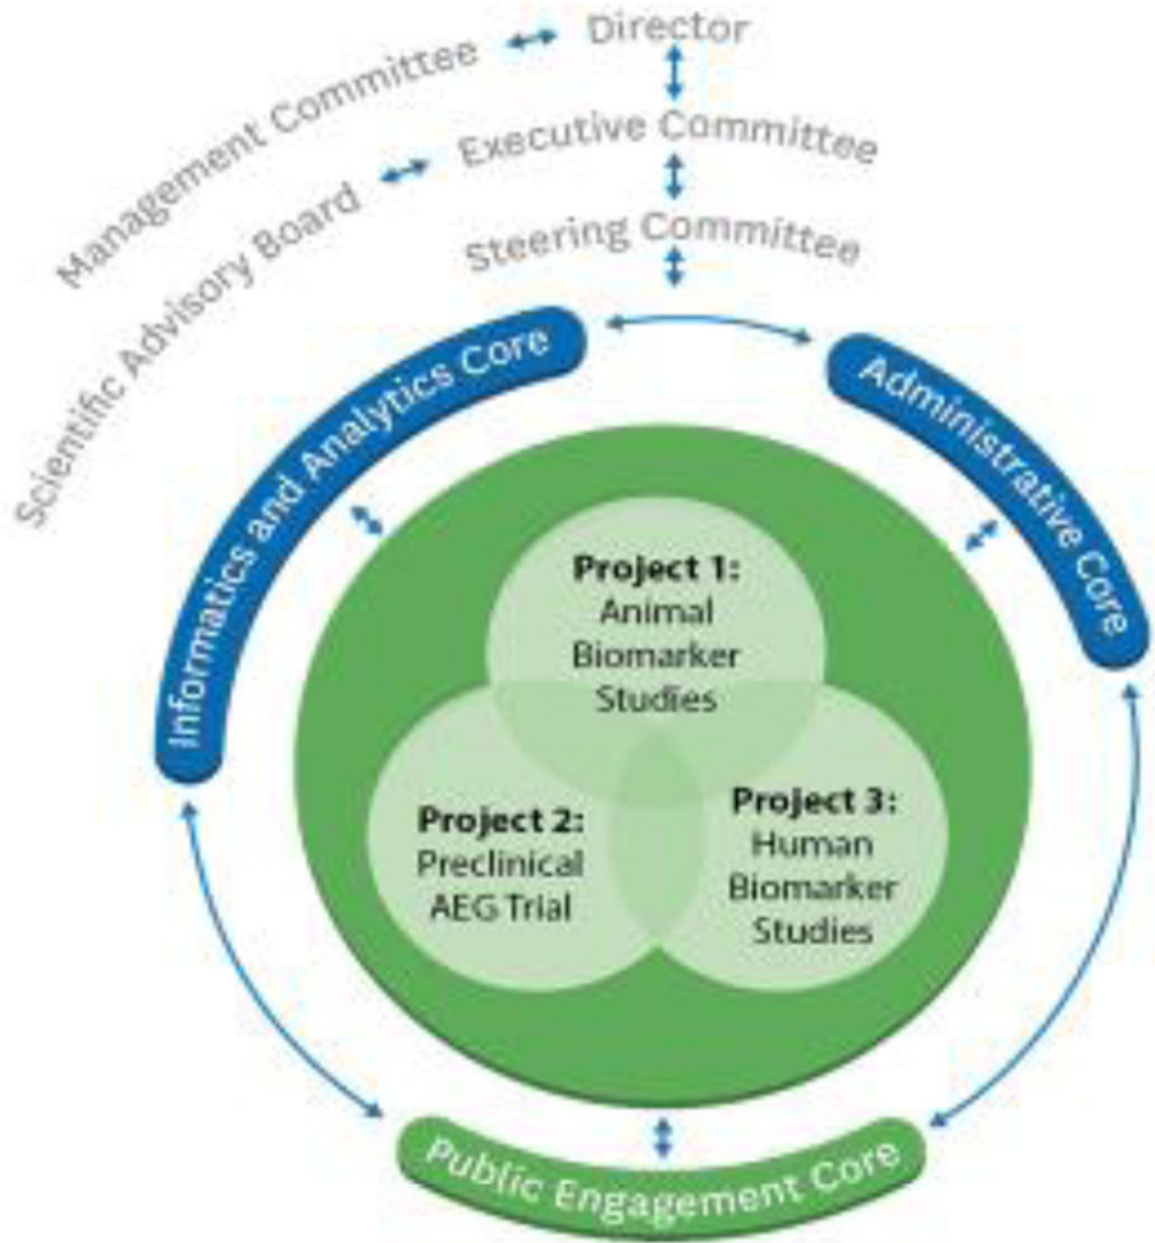 Director
Management Committee
Executive Committee
Scientific Advisory Board
Steering Committee
Informatics and Analytics Core
Administrative Core
Project 1:
Animal
Biomarker
Studies
Project 2:
Preclinical
AEG Trial
Project 3:
Human
Biomarker
Studies
Public Engagement Core